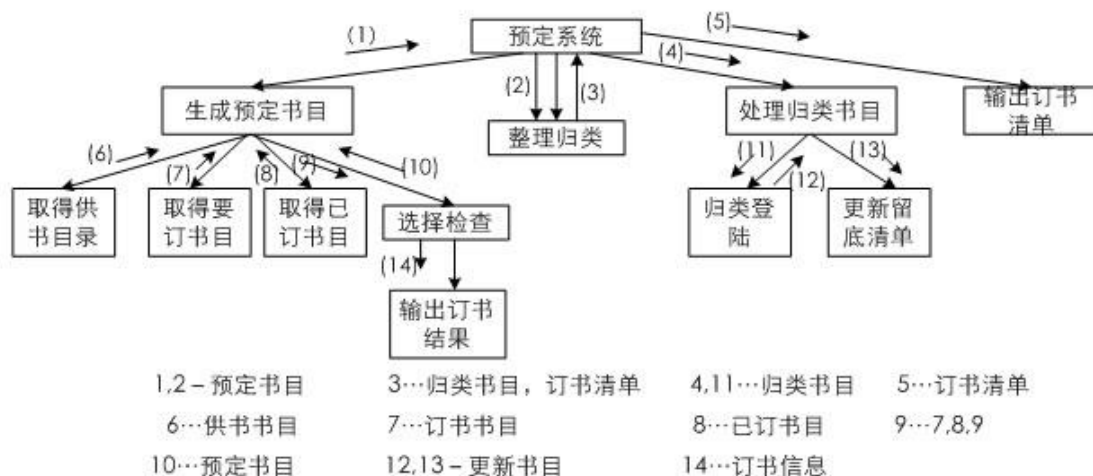 预定系统
(1)
(2)
(3)
(4)
(5)
生成预定书目
整理归类
处理归类书目
输出订书
清单
(6)
(7)
(8)
(9)
(10)
(11)
(12)
(13)
取得供
书目录
取得要
订书目
取得已
订书目
选择检查
归类登
陆
更新留
底清单
(14)
输出订书
结果
1,2 – 预定书目 3…归类书目，订书清单 4,11…归类书目 5…订书清单
6…供书书目 7…订书书目 8…已订书目 9…7,8,9
10…预定书目 12,13 – 更新书目 14…订书信息